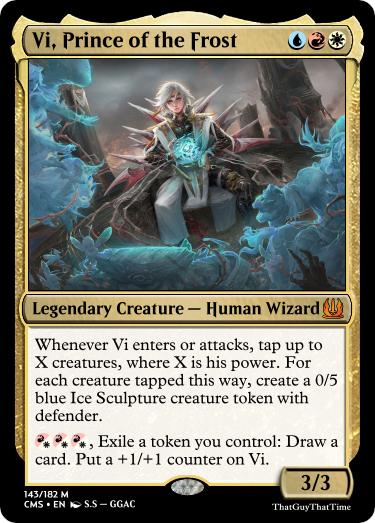 Vi, Prince of the Frost
Legendary Creature — Human Wizard
Whenever Vi enters or attacks, tap up to
X creatures, where X is his power. For
each creature tapped this way, create a 0/5
blue Ice Sculpture creature token with
defender.
, Exile a token you control: Draw a
card. Put a +1/+1 counter on Vi.
3/3
143/182 M
CMS • EN S.S — GGAC
ThatGuyThatTime